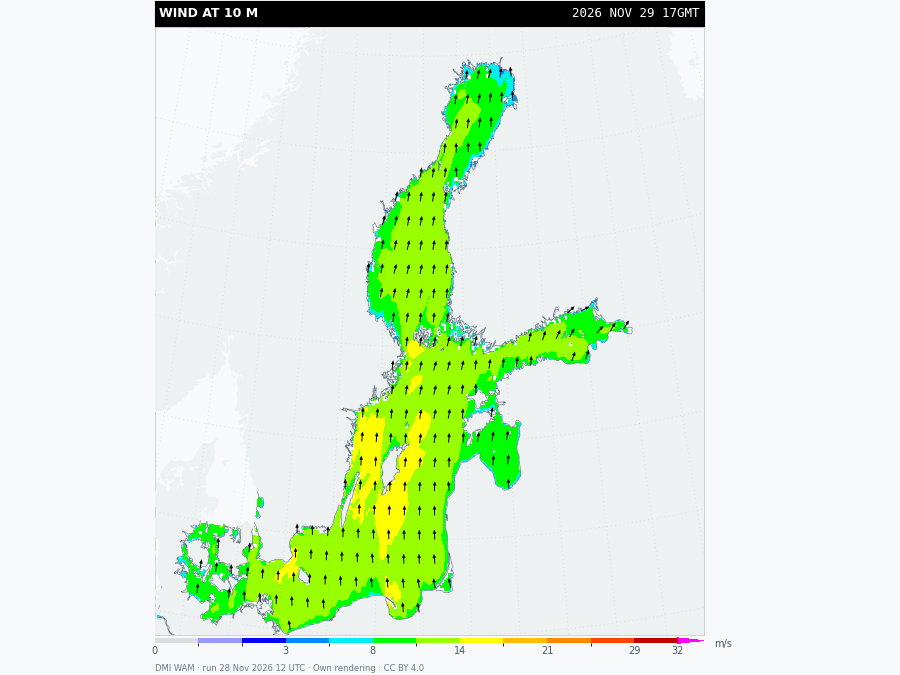 WIND AT 10 M 2026 NOV 29 17GMT
0 3 8 14 21 29 32 m/s
DMI WAM · run 28 Nov 2026 12 UTC · Own rendering · CC BY 4.0